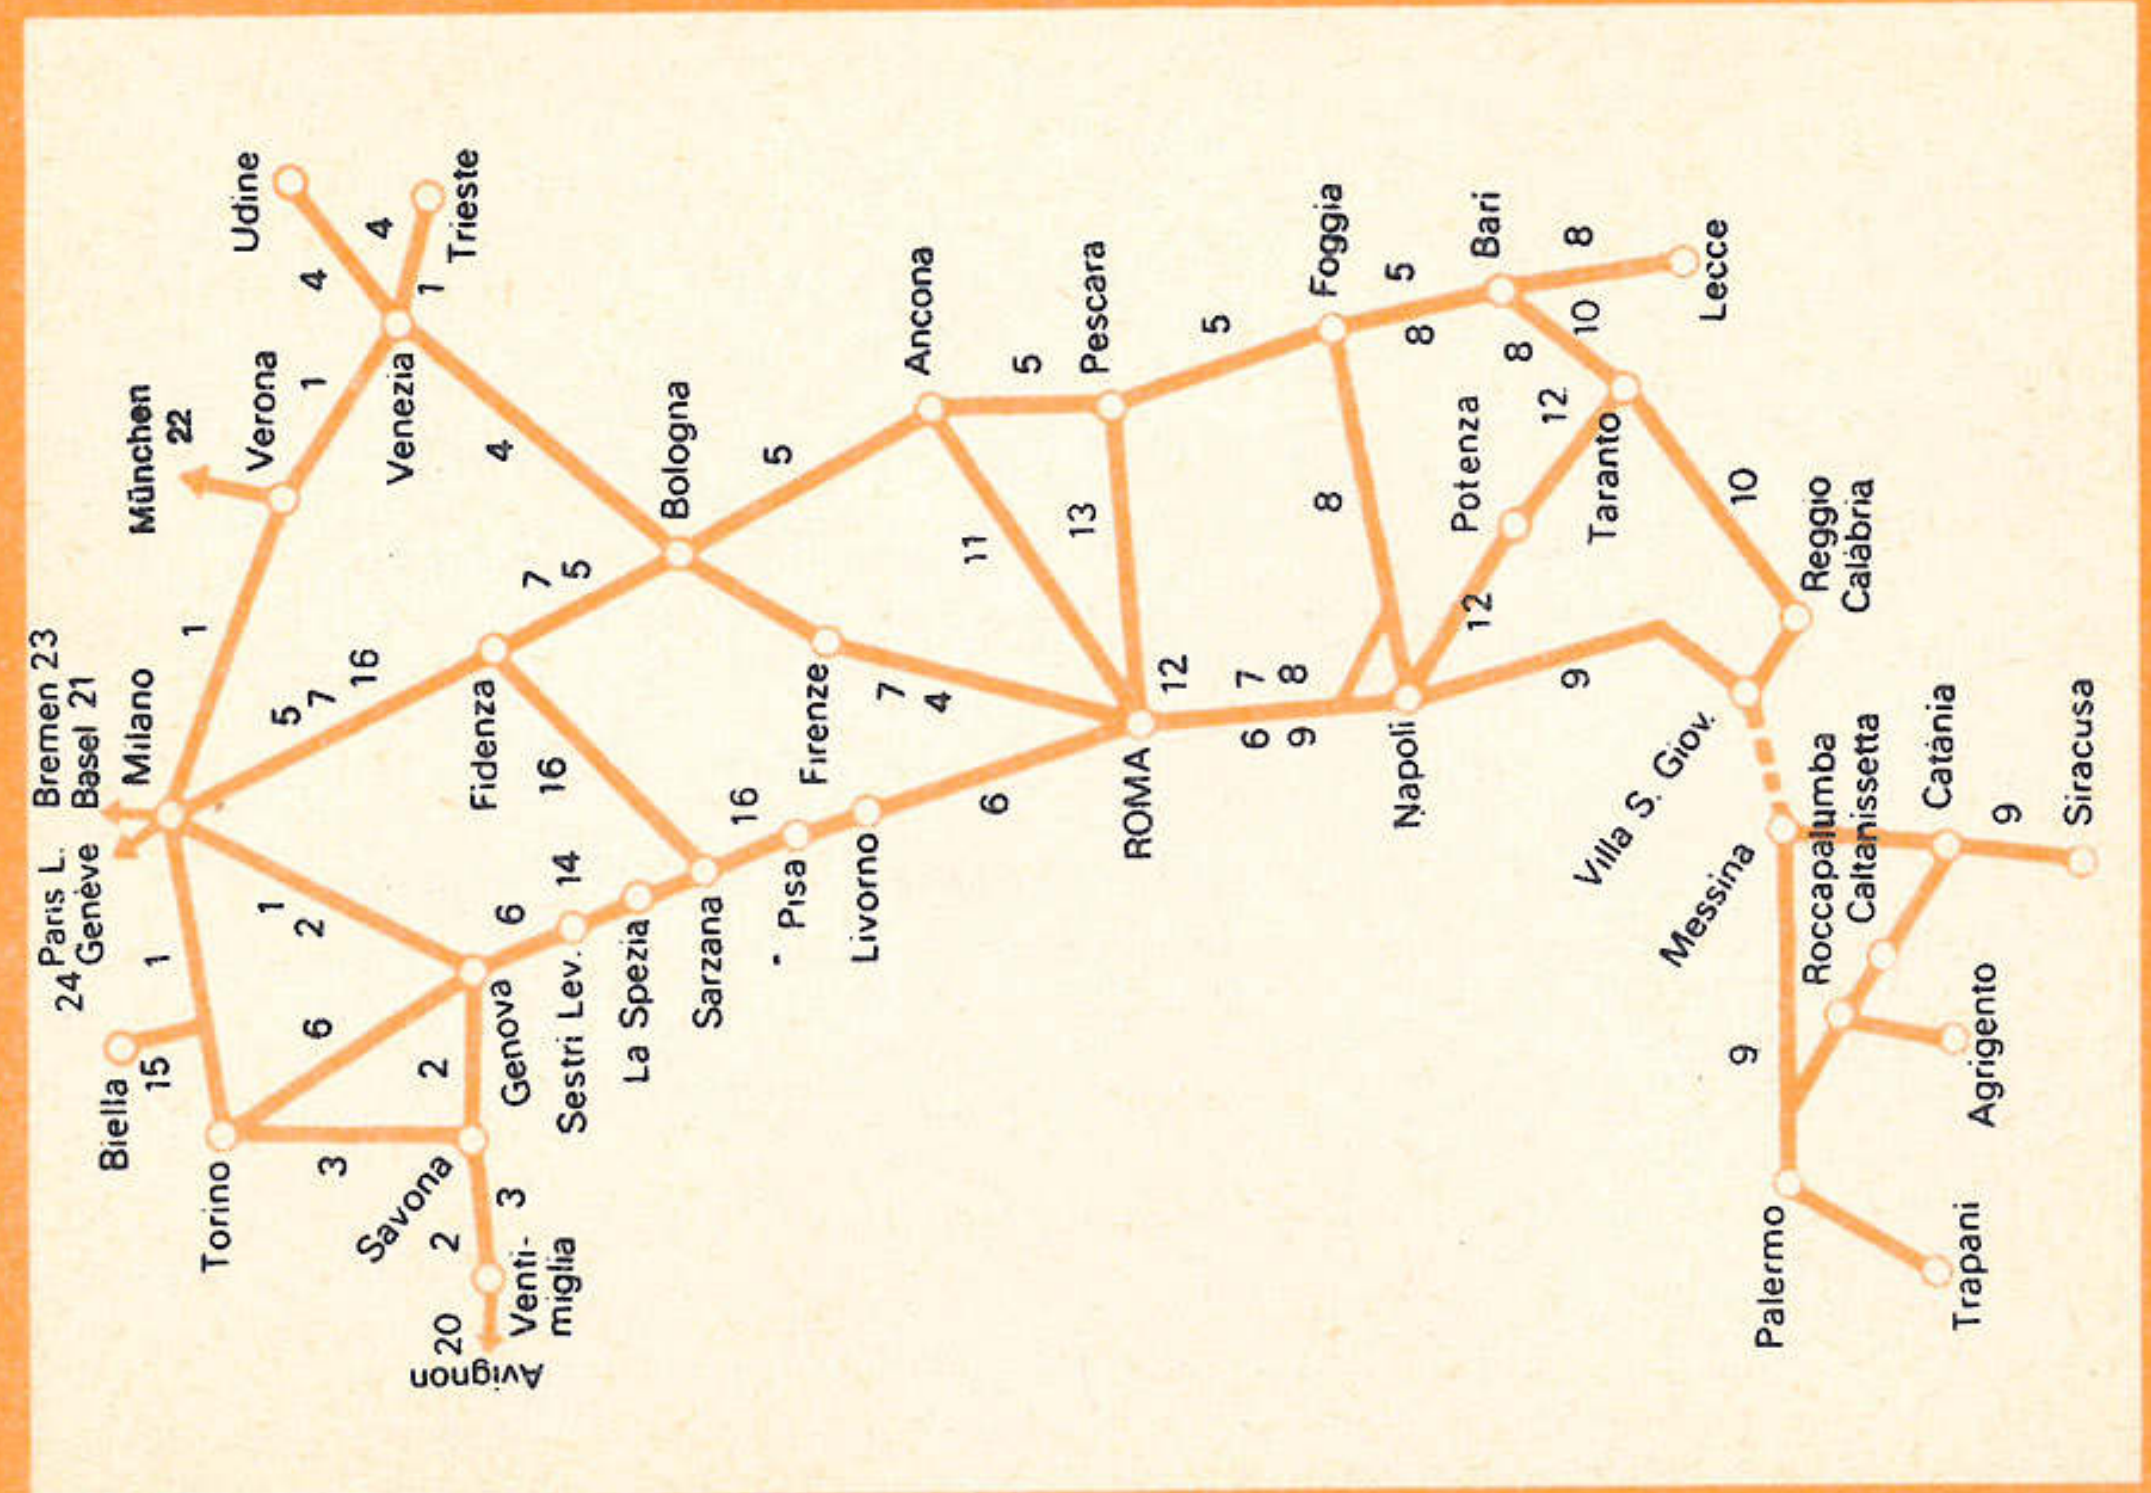 24 Paris L.
Genève
Bremen 23
Basel 21
Milano
München
22
Verona
Udine
4
4
Trieste
1
1
Venezia
1
Biella
15
1
Torino
6
1
2
5
7
16
4
3
2
Savona
2
3
20
Avignon
Venti-
miglia
Genova
6
14
Sestri Lev.
La Spezia
Sarzana
Fidenza
16
7
5
Bologna
5
16
Pisa
Livorno
Firenze
7
4
6
Ancona
5
Pescara
11
13
ROMA
12
7
8
6
9
5
Foggia
5
8
Bari
8
10
8
Lecce
8
Napoli
12
Potenza
12
Taranto
9
10
Reggio
Calábria
Villa S. Giov.
Messina
9
Roccapalumba
Caltanissetta
Catánia
9
Siracusa
Agrigento
Palermo
Trapani